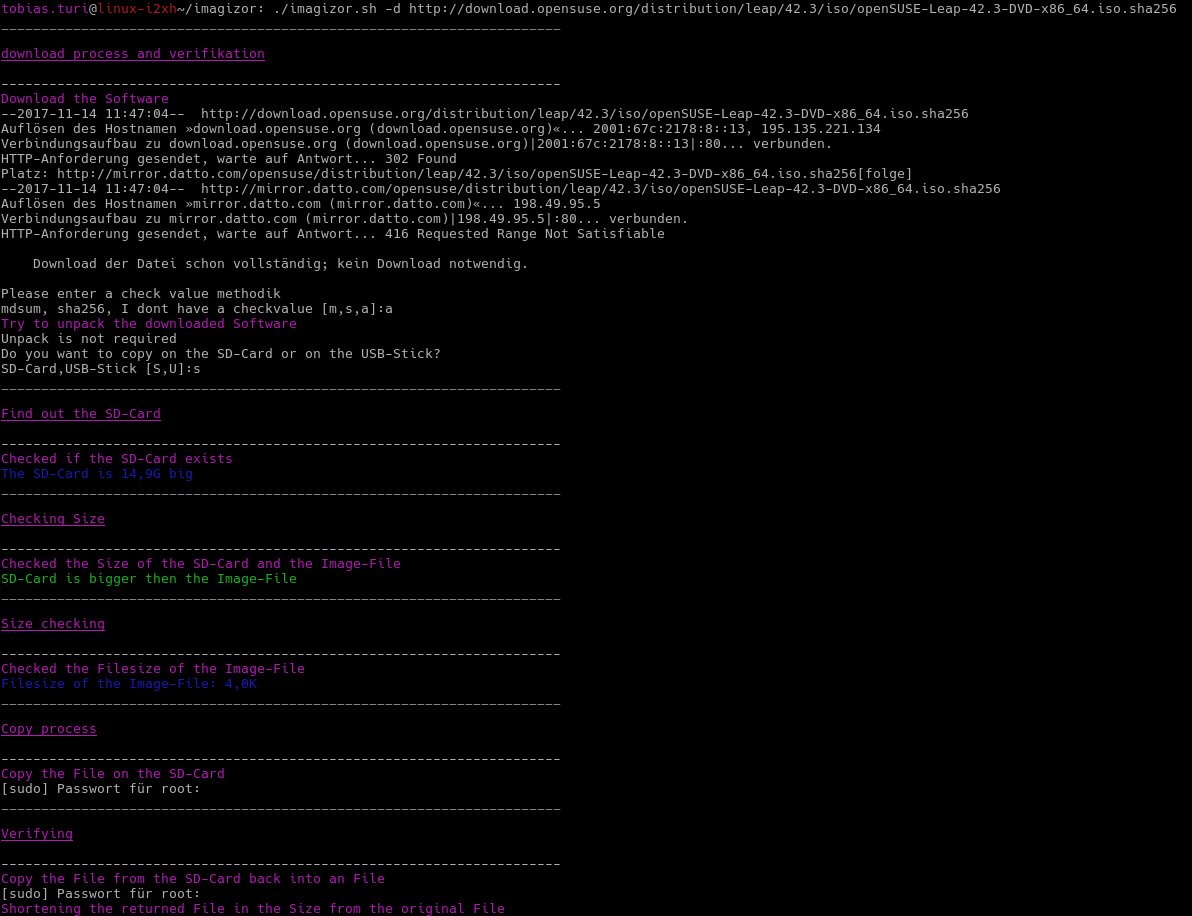 tobias.turi@linux-i2xh~/imagizor: ./imagizor.sh -d http://download.opensuse.org/distribution/leap/42.3/iso/openSUSE-Leap-42.3-DVD-x86_64.iso.sha256
______________________________________________________________________
download process and verifikation
----------------------------------------------------------------------
Download the Software
--2017-11-14 11:47:04--  http://download.opensuse.org/distribution/leap/42.3/iso/openSUSE-Leap-42.3-DVD-x86_64.iso.sha256
Auflösen des Hostnamen »download.opensuse.org (download.opensuse.org)«... 2001:67c:2178:8::13, 195.135.221.134
Verbindungsaufbau zu download.opensuse.org (download.opensuse.org)|2001:67c:2178:8::13|:80... verbunden.
HTTP-Anforderung gesendet, warte auf Antwort... 302 Found
Platz: http://mirror.datto.com/opensuse/distribution/leap/42.3/iso/openSUSE-Leap-42.3-DVD-x86_64.iso.sha256[folge]
--2017-11-14 11:47:04--  http://mirror.datto.com/opensuse/distribution/leap/42.3/iso/openSUSE-Leap-42.3-DVD-x86_64.iso.sha256
Auflösen des Hostnamen »mirror.datto.com (mirror.datto.com)«... 198.49.95.5
Verbindungsaufbau zu mirror.datto.com (mirror.datto.com)|198.49.95.5|:80... verbunden.
HTTP-Anforderung gesendet, warte auf Antwort... 416 Requested Range Not Satisfiable
    Download der Datei schon vollständig; kein Download notwendig.
Please enter a check value methodik
mdsum, sha256, I dont have a checkvalue [m,s,a]:a
Try to unpack the downloaded Software
Unpack is not required
Do you want to copy on the SD-Card or on the USB-Stick?
SD-Card,USB-Stick [S,U]:s
______________________________________________________________________
Find out the SD-Card
----------------------------------------------------------------------
Checked if the SD-Card exists
The SD-Card is 14,9G big
______________________________________________________________________
Checking Size
----------------------------------------------------------------------
Checked the Size of the SD-Card and the Image-File
SD-Card is bigger then the Image-File
______________________________________________________________________
Size checking
----------------------------------------------------------------------
Checked the Filesize of the Image-File
Filesize of the Image-File: 4,0K
______________________________________________________________________
Copy process
----------------------------------------------------------------------
Copy the File on the SD-Card
[sudo] Passwort für root:
______________________________________________________________________
Verifying
----------------------------------------------------------------------
Copy the File from the SD-Card back into an File
[sudo] Passwort für root:
Shortening the returned File in the Size from the original File